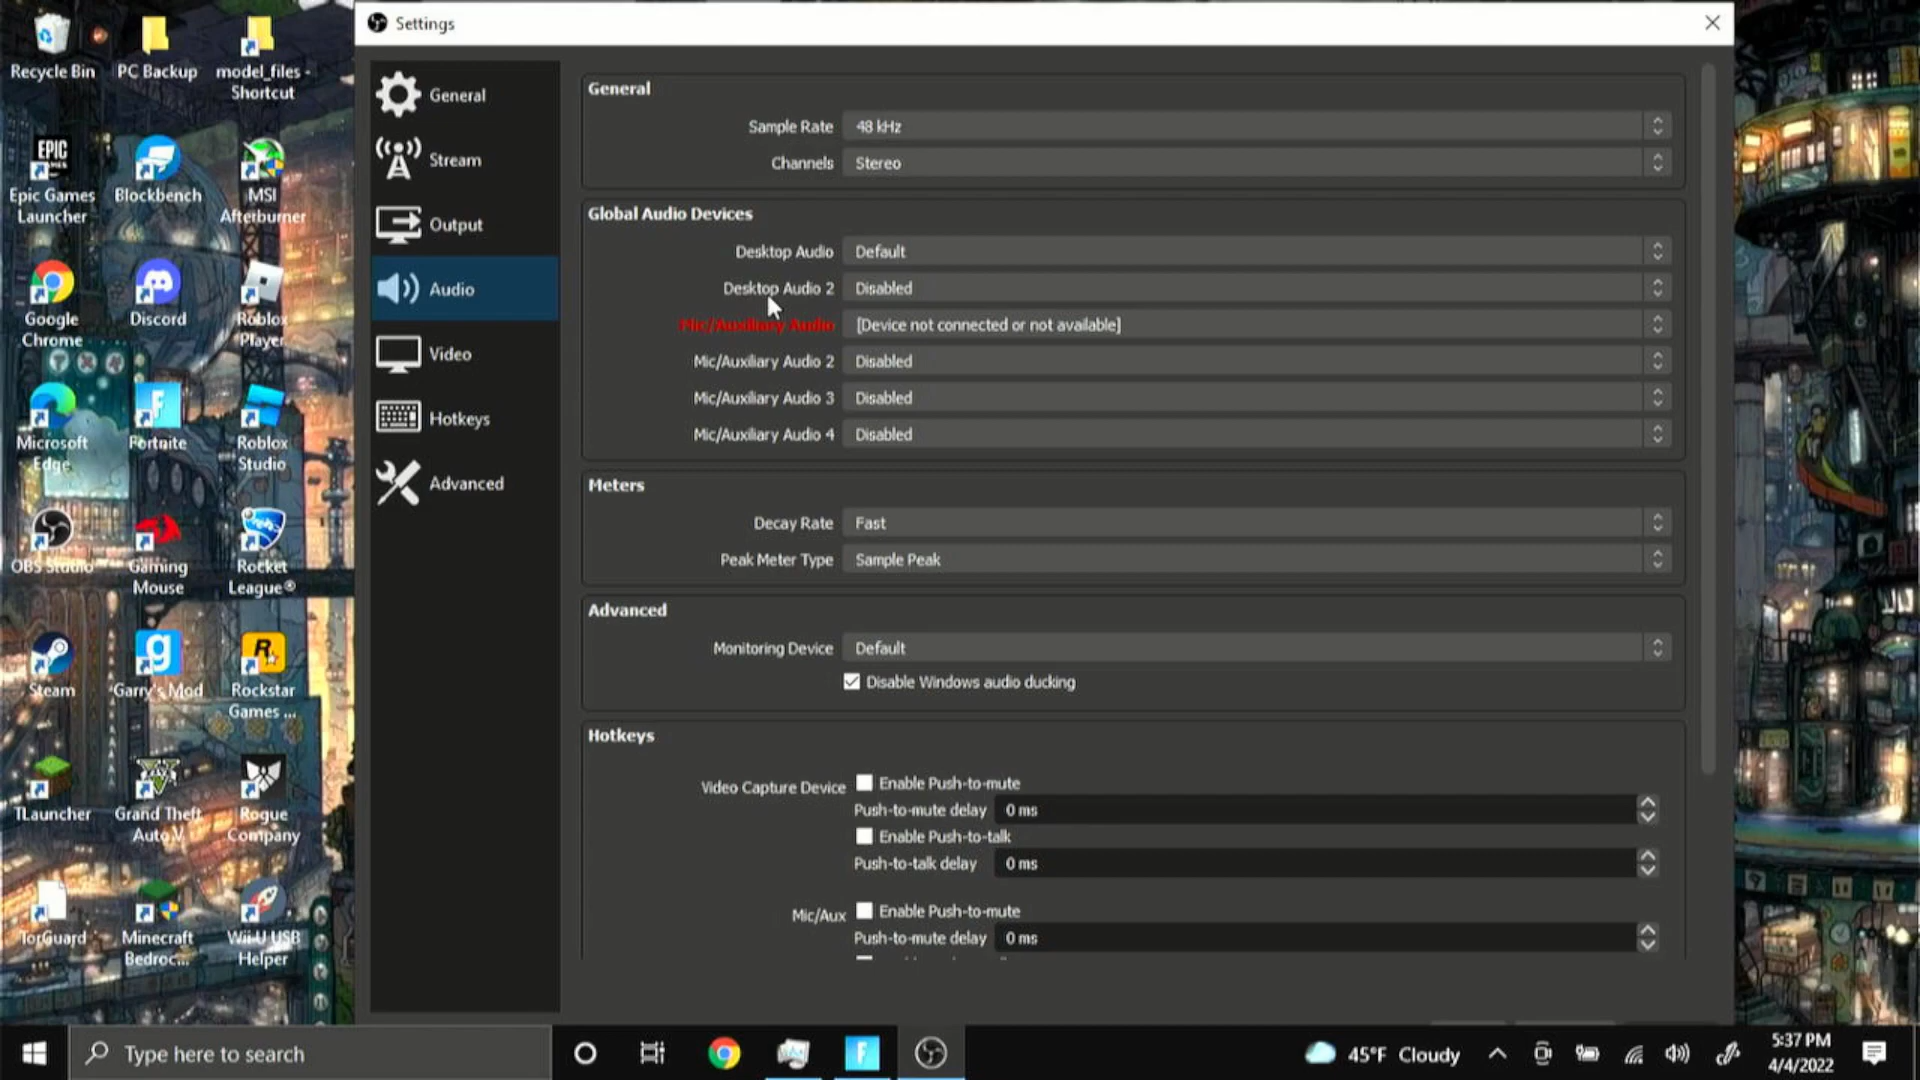 Settings
Recycle Bin
PC Backup
model_files -
Shortcut
EPIC
Epic Games
Launcher
Blockbench
MSI
Afterburner
Google
Chrome
Discord
Roblox
Player
Microsoft
Edge
Fortnite
Roblox
Studio
OBS Studio
Gaming
Mouse
Rocket
League®
Steam
Garry's Mod
Rockstar
Games ...
TLauncher
Grand Theft
Auto V
Rogue
Company
TorGuard
Minecraft
Bedroc...
Wii U USB
Helper
General
Stream
Output
Audio
Video
Hotkeys
Advanced
General
Sample Rate 48 kHz
Channels Stereo
Global Audio Devices
Desktop Audio Default
Desktop Audio 2 Disabled
Mic/Auxiliary Audio [Device not connected or not available]
Mic/Auxiliary Audio 2 Disabled
Mic/Auxiliary Audio 3 Disabled
Mic/Auxiliary Audio 4 Disabled
Meters
Decay Rate Fast
Peak Meter Type Sample Peak
Advanced
Monitoring Device Default
Disable Windows audio ducking
Hotkeys
Video Capture Device Enable Push-to-mute
Push-to-mute delay 0 ms
Enable Push-to-talk
Push-to-talk delay 0 ms
Mic/Aux Enable Push-to-mute
Push-to-mute delay 0 ms
Type here to search
45°F Cloudy
5:37 PM
4/4/2022